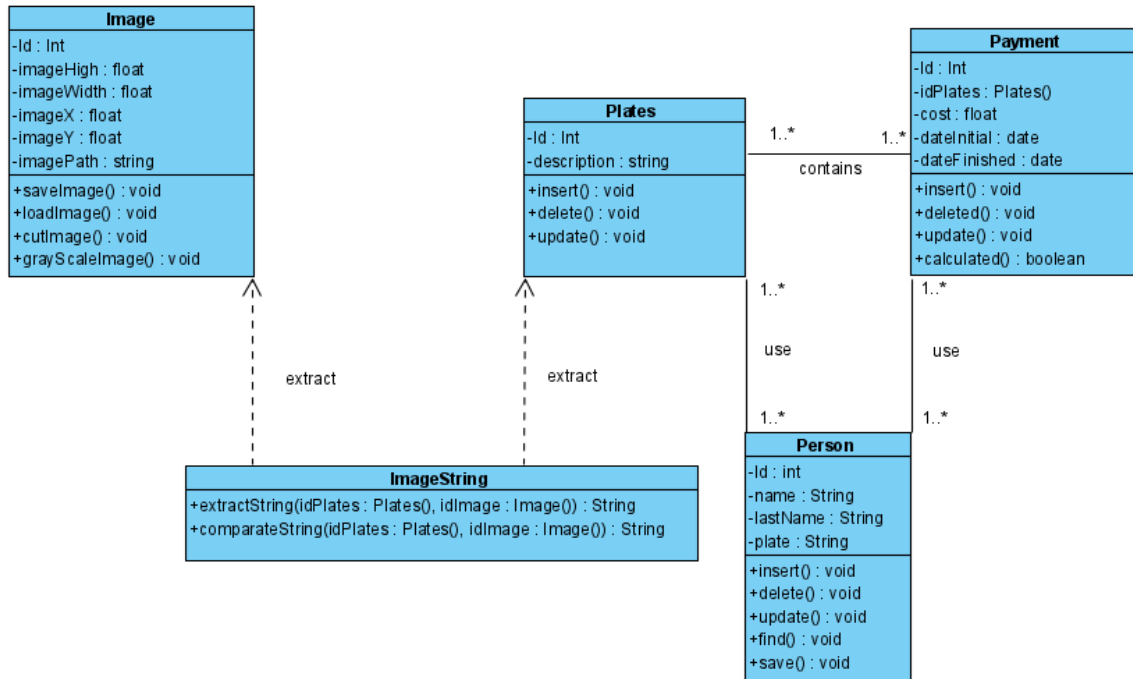 Image
-Id : Int
-imageHigh : float
-imageWidth : float
-imageX : float
-imageY : float
-imagePath : string
+saveImage() : void
+loadImage() : void
+cutImage() : void
+grayScaleImage() : void
Plates
-Id : Int
-description : string
+insert() : void
+delete() : void
+update() : void
1..*
1..*
contains
Payment
-Id : Int
-idPlates : Plates()
-cost : float
-dateInitial : date
-dateFinished : date
+insert() : void
+deleted() : void
+update() : void
+calculated() : boolean
extract
extract
1..*
use
1..*
1..*
use
1..*
ImageString
+extractString(idPlates : Plates(), idImage : Image()) : String
+comparateString(idPlates : Plates(), idImage : Image()) : String
Person
-Id : int
-name : String
-lastName : String
-plate : String
+insert() : void
+delete() : void
+update() : void
+find() : void
+save() : void